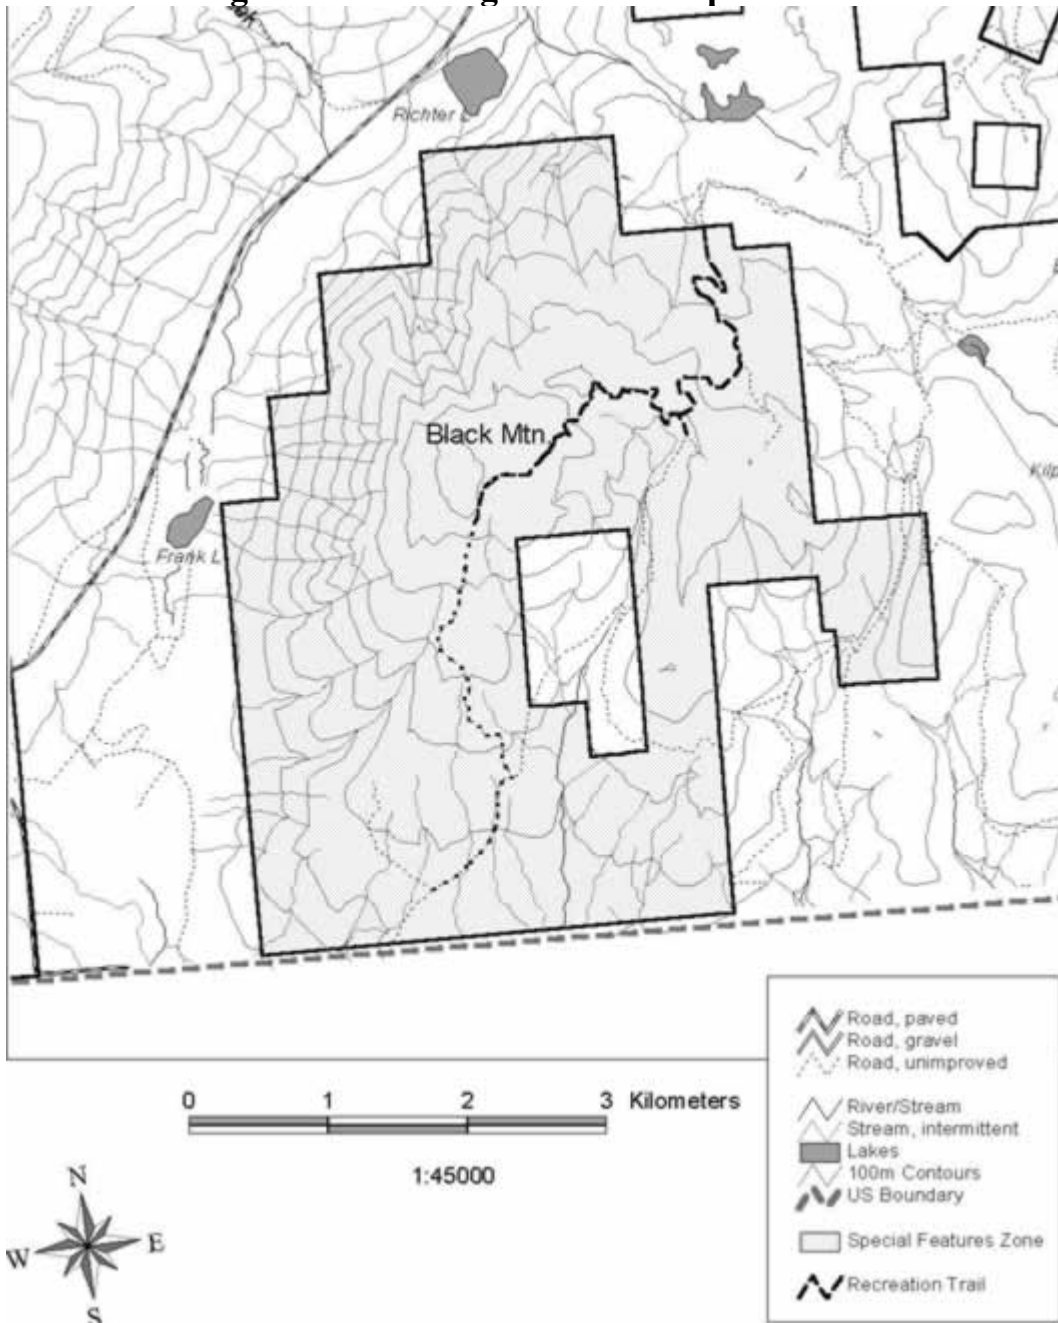 Richter L
Black Mtn.
Frank L
Kilp
0 1 2 3 Kilometers
1:45000
N
W E
S
Road, paved
Road, gravel
Road, unimproved
River/Stream
Stream, intermittent
Lakes
100m Contours
US Boundary
Special Features Zone
Recreation Trail